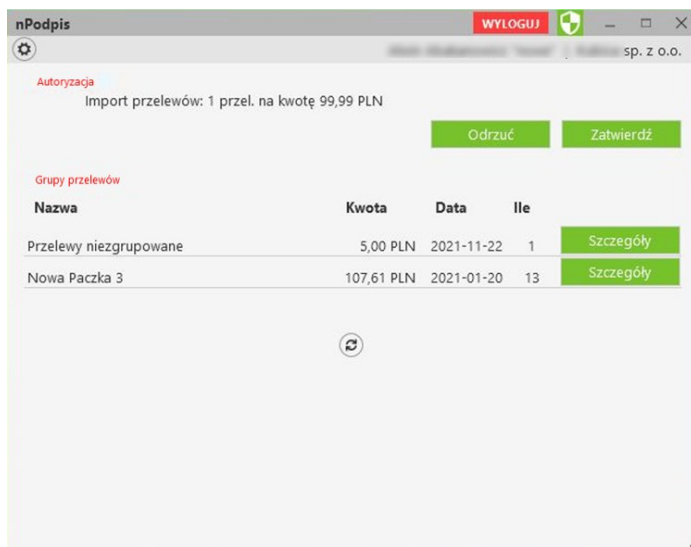 nPodpis WYLOGUJ
sp. z o.o.
Autoryzacja
Import przelewów: 1 przel. na kwotę 99,99 PLN
Odrzuć Zatwierdź
Grupy przelewów
Nazwa Kwota Data Ile
Przelewy niezgrupowane 5,00 PLN 2021-11-22 1 Szczegóły
Nowa Paczka 3 107,61 PLN 2021-01-20 13 Szczegóły